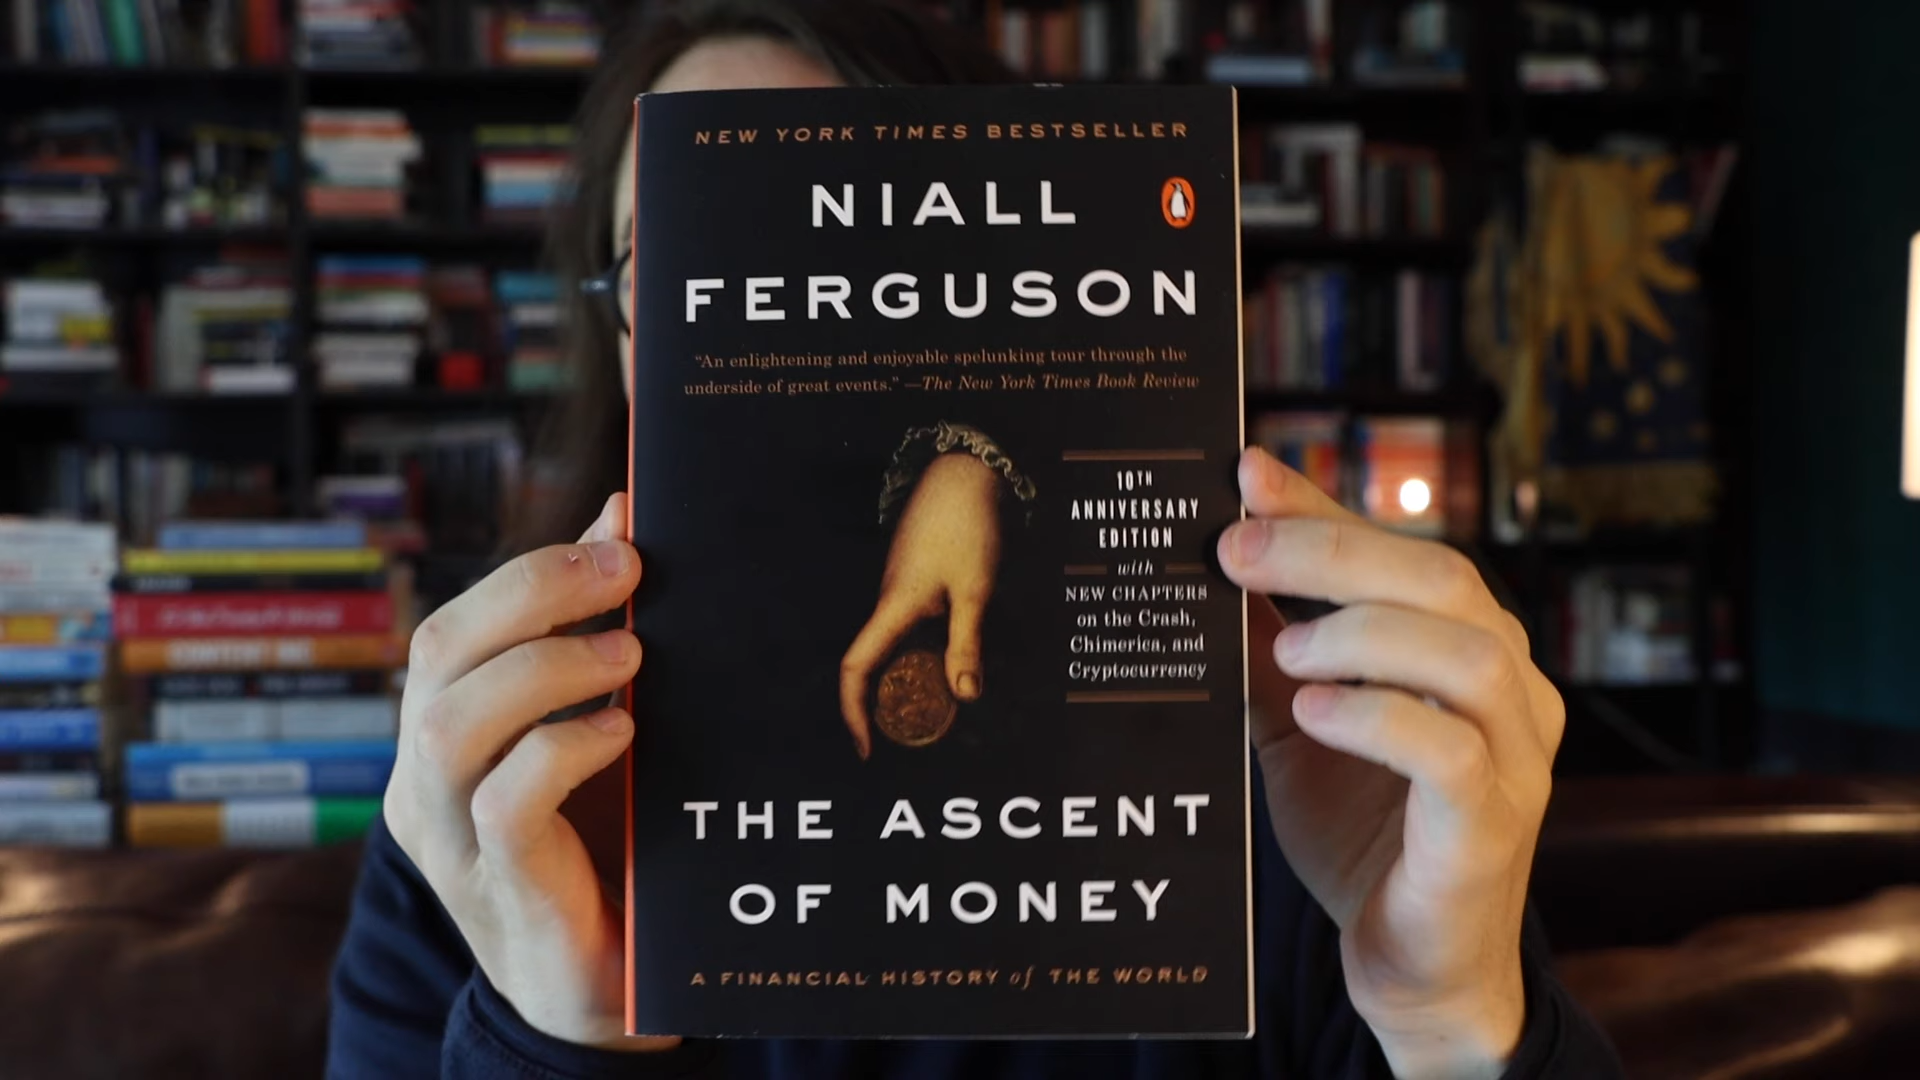 NEW YORK TIMES BESTSELLER
NIALL
FERGUSON
“An enlightening and enjoyable spelunking tour through the
underside of great events.” —The New York Times Book Review
10TH
ANNIVERSARY
EDITION
with
NEW CHAPTERS
on the Crash,
Chimerica, and
Cryptocurrency
THE ASCENT
OF MONEY
A FINANCIAL HISTORY of THE WORLD